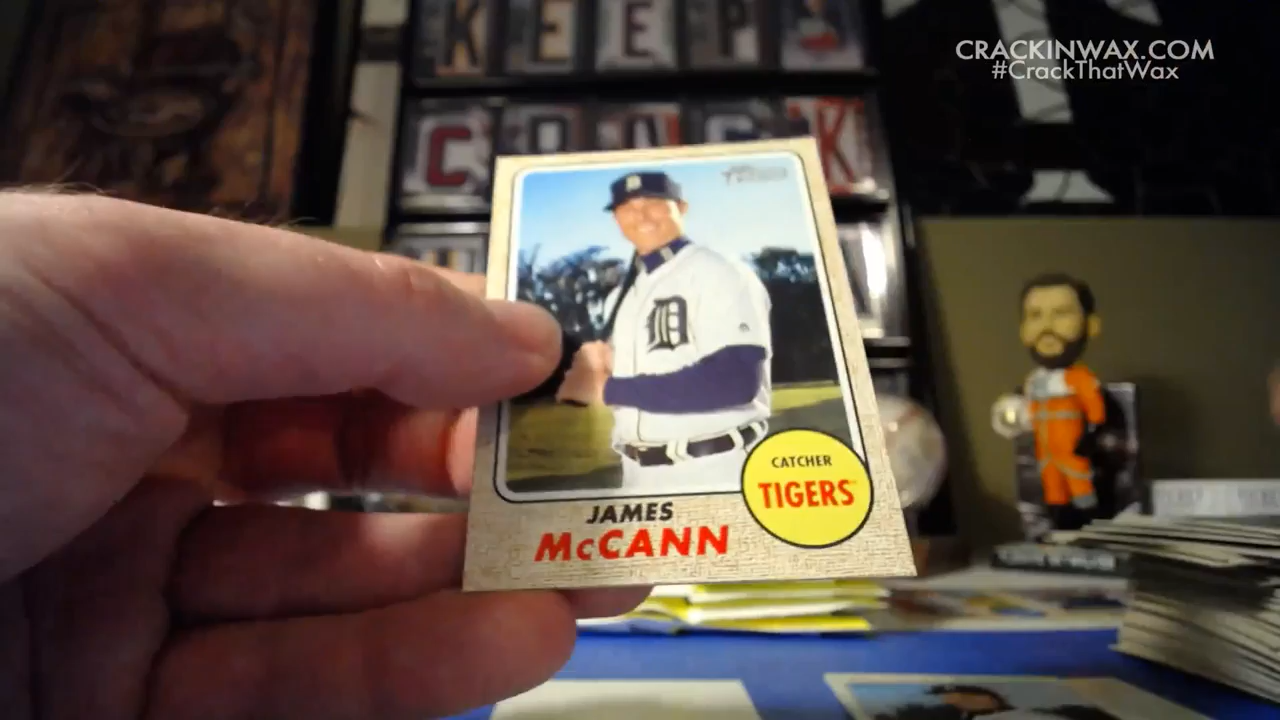 CRACKINWAX.COM
#CrackThatWax
KEEP
CATCHER
TIGERS
JAMES
McCANN